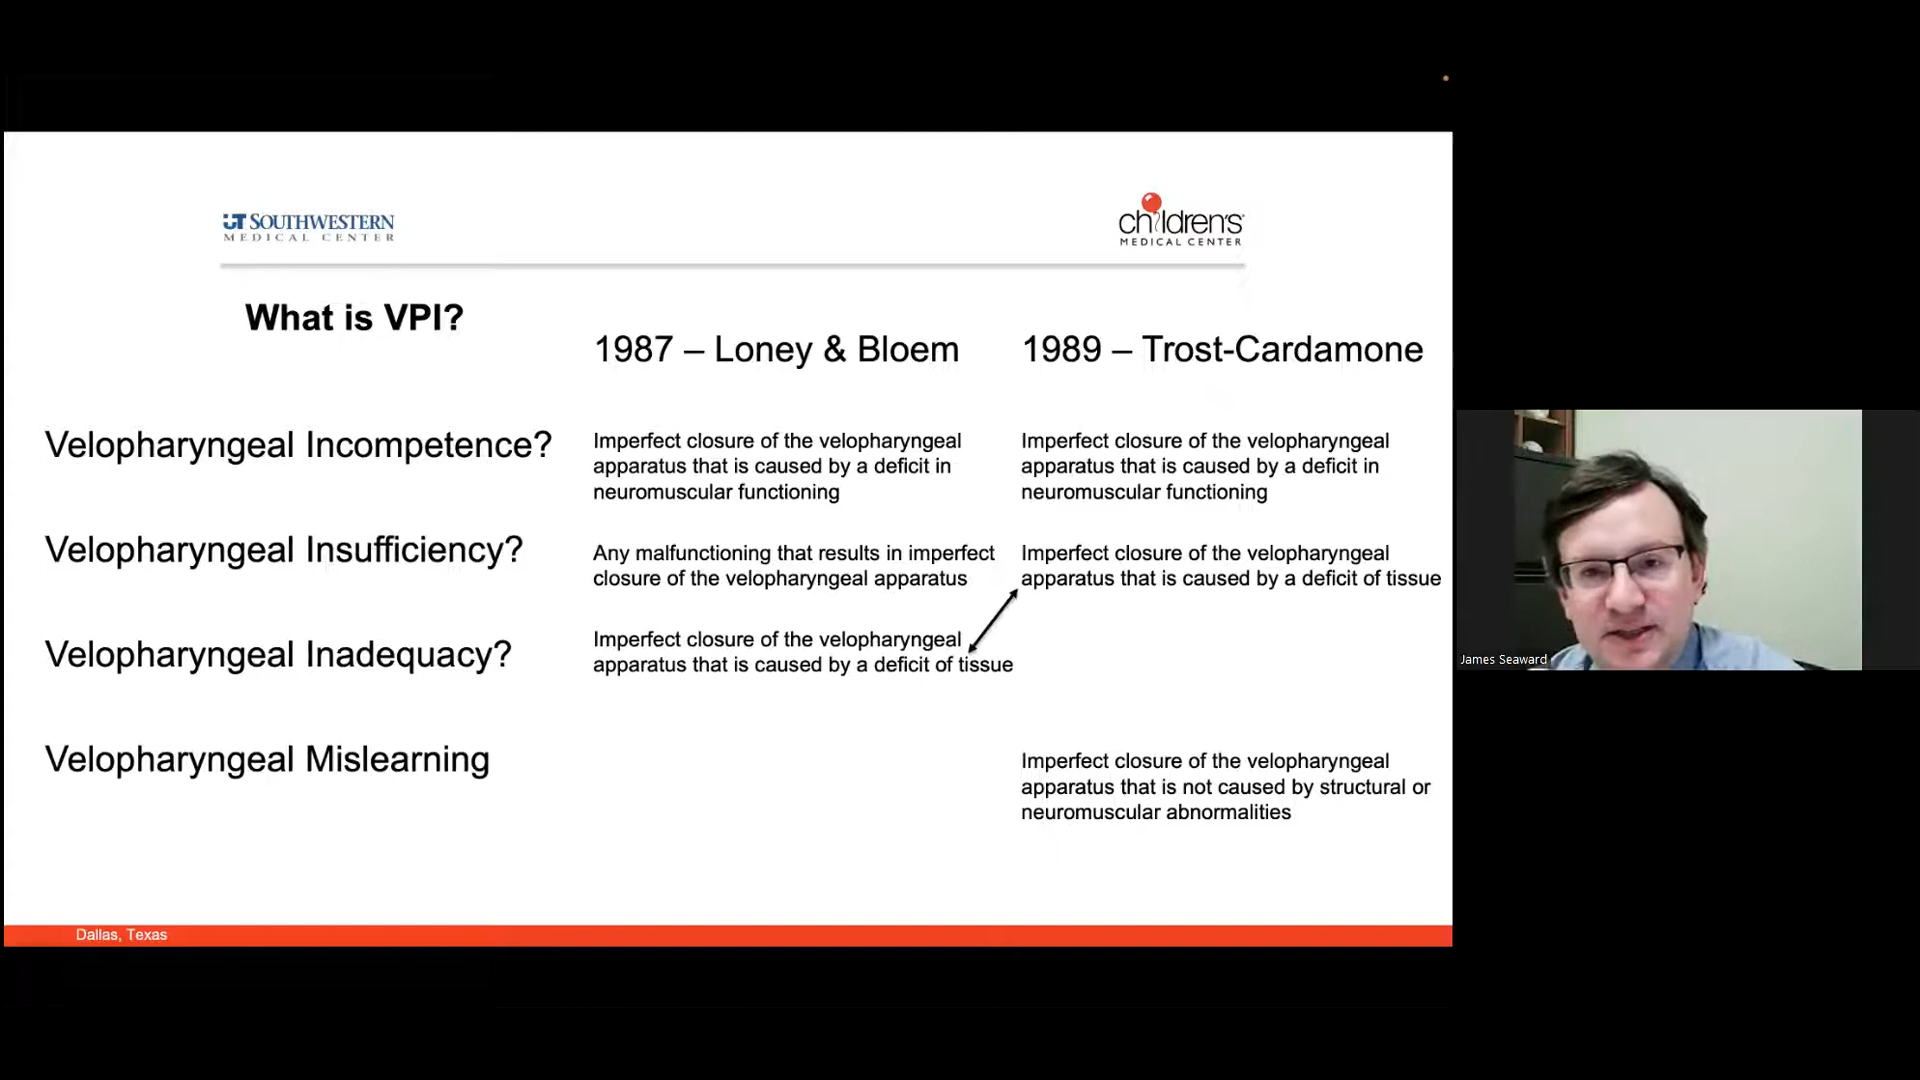 UT SOUTHWESTERN
MEDICAL CENTER
children's
MEDICAL CENTER
What is VPI?
1987 – Loney & Bloem
1989 – Trost-Cardamone
Velopharyngeal Incompetence?
Imperfect closure of the velopharyngeal
apparatus that is caused by a deficit in
neuromuscular functioning
Imperfect closure of the velopharyngeal
apparatus that is caused by a deficit in
neuromuscular functioning
Velopharyngeal Insufficiency?
Any malfunctioning that results in imperfect
closure of the velopharyngeal apparatus
Imperfect closure of the velopharyngeal
apparatus that is caused by a deficit of tissue
Velopharyngeal Inadequacy?
Imperfect closure of the velopharyngeal
apparatus that is caused by a deficit of tissue
Velopharyngeal Mislearning
Imperfect closure of the velopharyngeal
apparatus that is not caused by structural or
neuromuscular abnormalities
Dallas, Texas
James Seaward